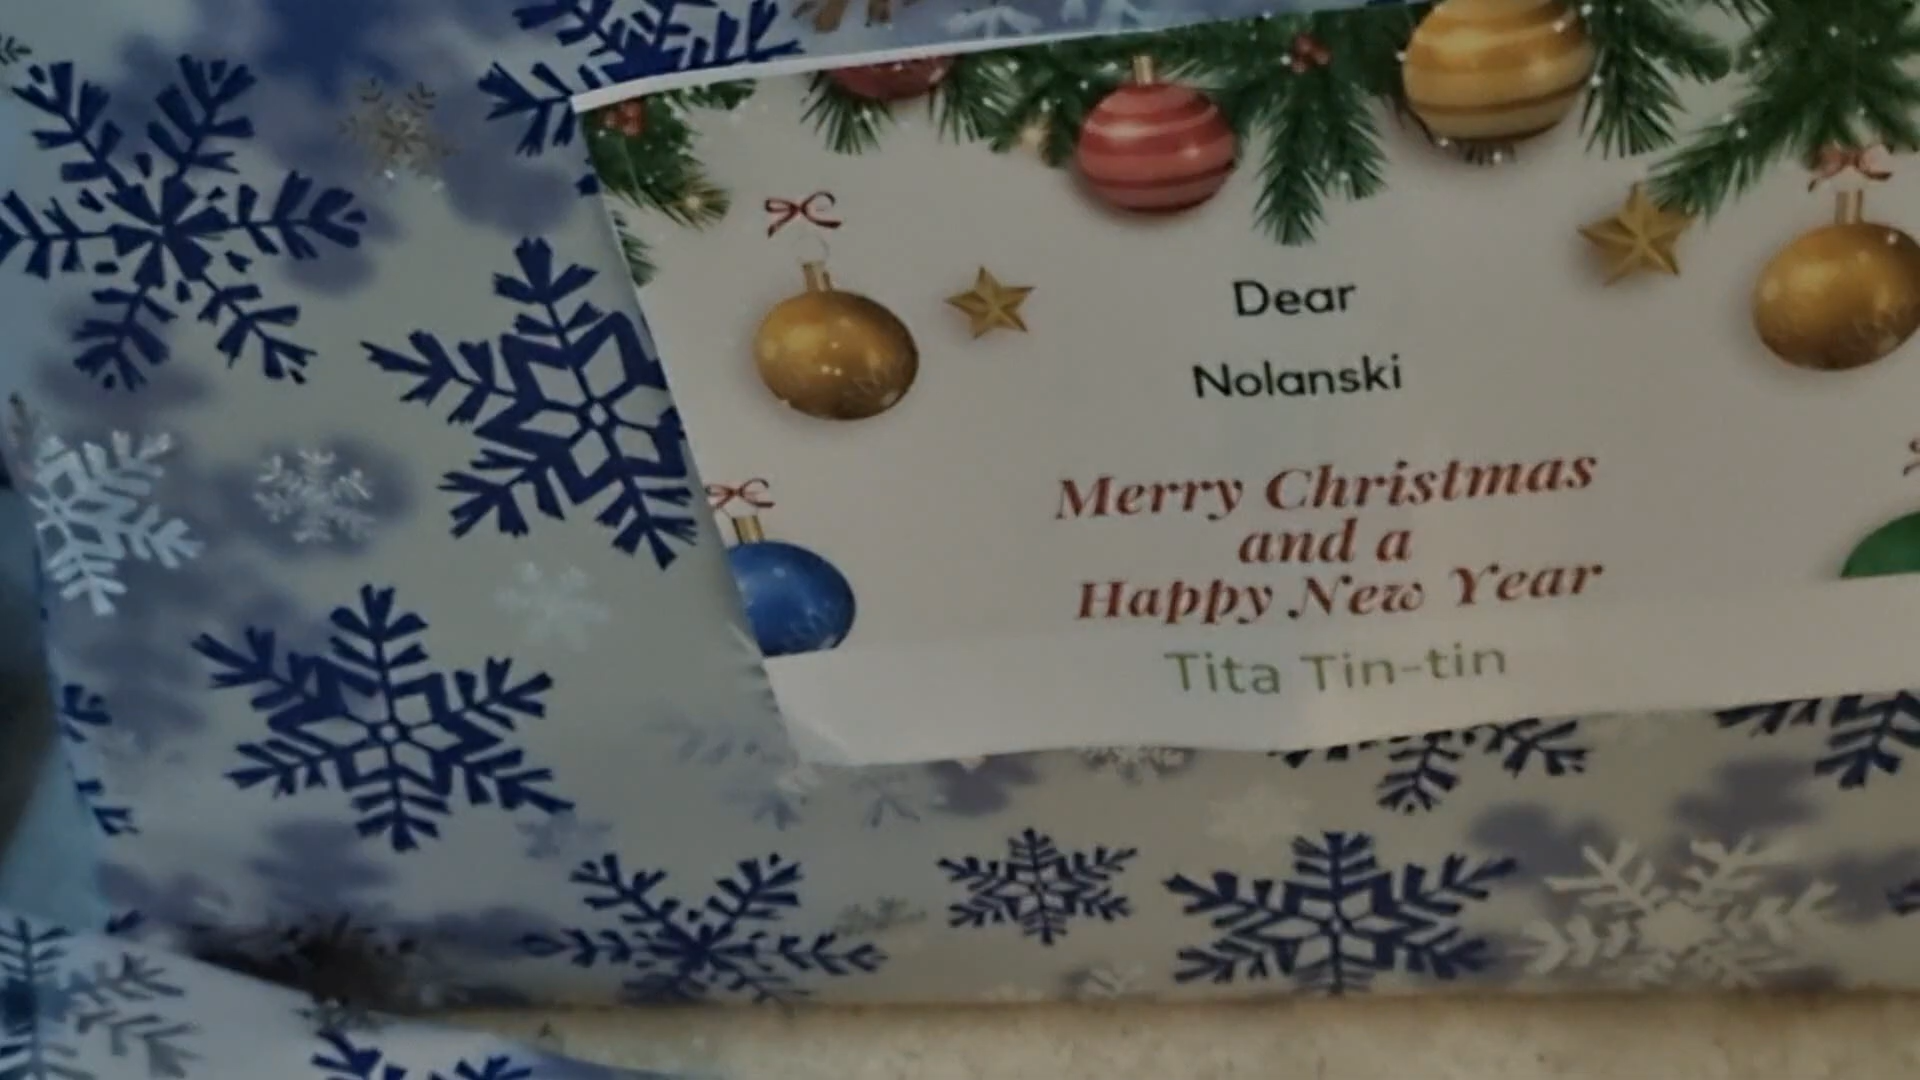 Dear
Nolanski
Merry Christmas
and a
Happy New Year
Tita Tin-tin